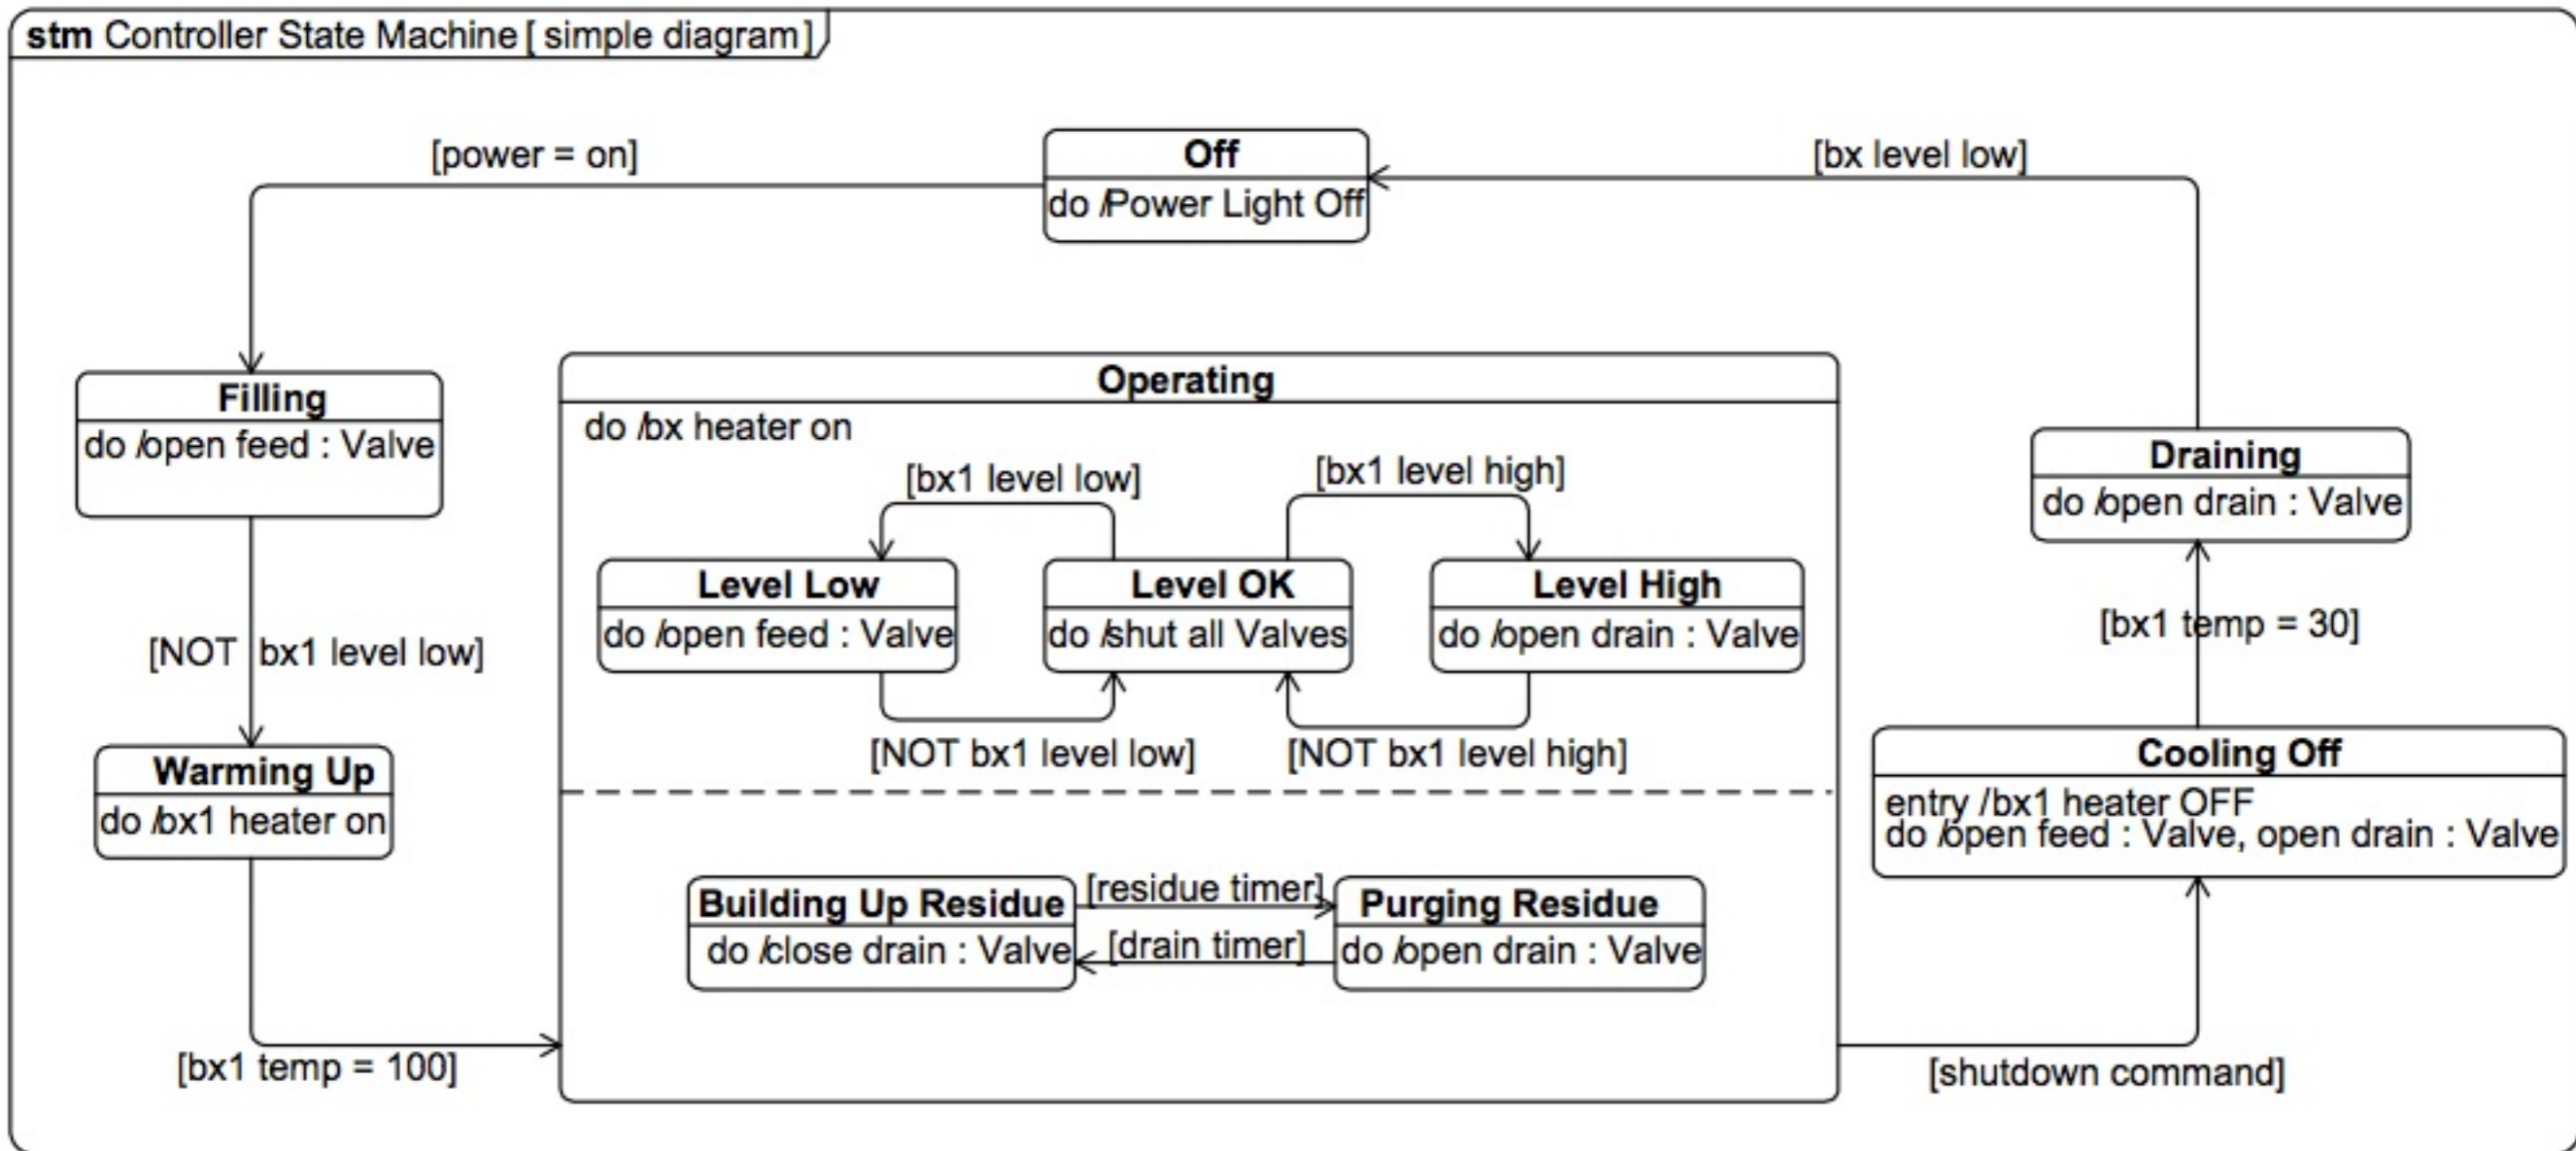 stm Controller State Machine [ simple diagram]
[power = on]
Off
do /Power Light Off
[bx level low]
Filling
do /open feed : Valve
[NOT bx1 level low]
Warming Up
do /bx1 heater on
[bx1 temp = 100]
Operating
do /bx heater on
[bx1 level low]
[bx1 level high]
Level Low
do /open feed : Valve
Level OK
do /shut all Valves
Level High
do /open drain : Valve
[NOT bx1 level low]
[NOT bx1 level high]
Building Up Residue
do /close drain : Valve
[residue timer]
[drain timer]
Purging Residue
do /open drain : Valve
Draining
do /open drain : Valve
[bx1 temp = 30]
Cooling Off
entry /bx1 heater OFF
do /open feed : Valve, open drain : Valve
[shutdown command]